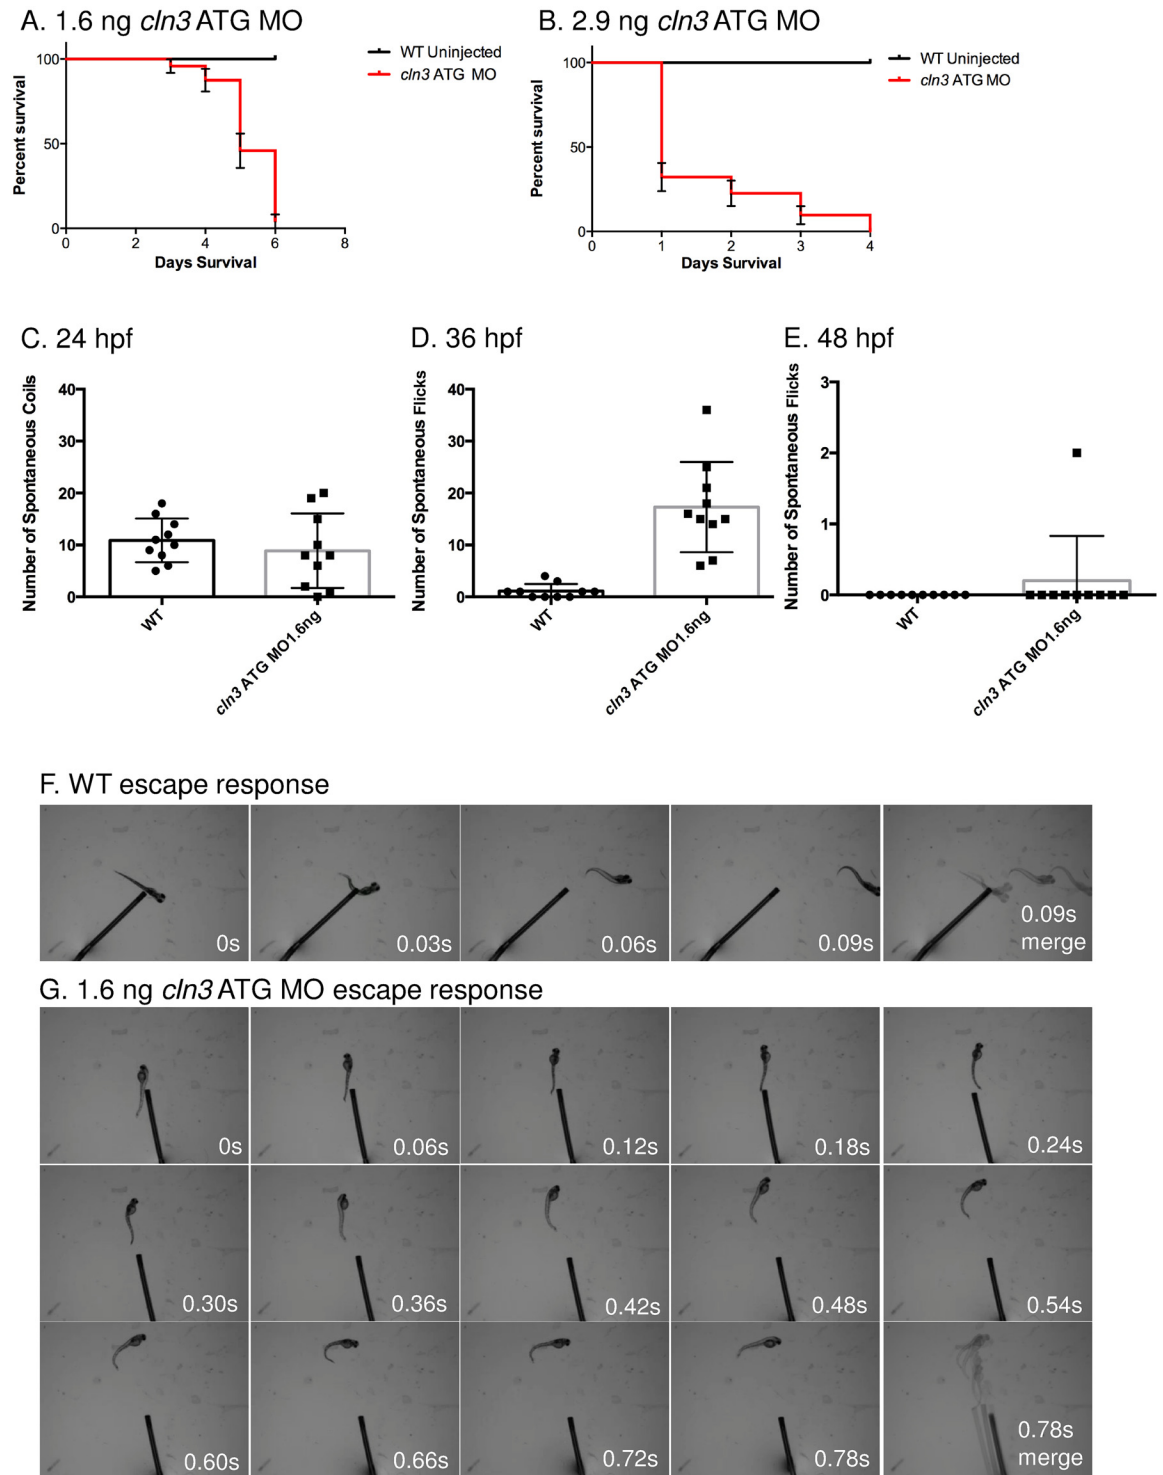 A. 1.6 ng cln3 ATG MO
B. 2.9 ng cln3 ATG MO
WT Uninjected
cln3 ATG MO
Percent survival
100
50
0
0 2 4 6 8
Days Survival
WT Uninjected
cln3 ATG MO
Percent survival
100
50
0
0 1 2 3 4
Days Survival
C. 24 hpf
D. 36 hpf
E. 48 hpf
Number of Spontaneous Coils
40
30
20
10
0
WT
cln3 ATG MO1.6ng
Number of Spontaneous Flicks
40
30
20
10
0
WT
cln3 ATG MO1.6ng
Number of Spontaneous Flicks
3
2
1
0
WT
cln3 ATG MO1.6ng
F. WT escape response
0s
0.03s
0.06s
0.09s
0.09s
merge
G. 1.6 ng cln3 ATG MO escape response
0s
0.06s
0.12s
0.18s
0.24s
0.30s
0.36s
0.42s
0.48s
0.54s
0.60s
0.66s
0.72s
0.78s
0.78s
merge